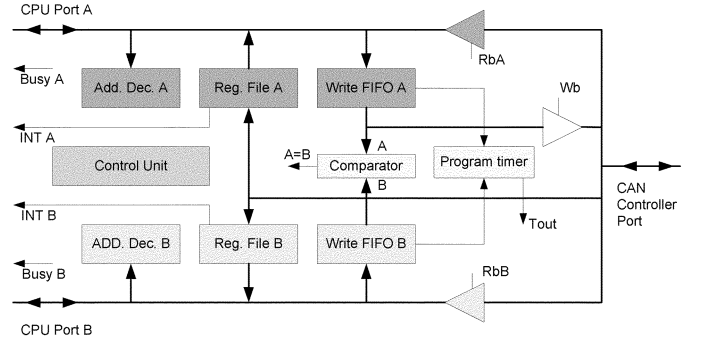 CPU Port A
RbA
Busy A
Add. Dec. A
Reg. File A
Write FIFO A
Wb
INT A
A
A=B
Control Unit
Comparator
Program timer
B
CAN
Controller
Port
INT B
Tout
ADD. Dec. B
Reg. File B
Write FIFO B
Busy B
RbB
CPU Port B